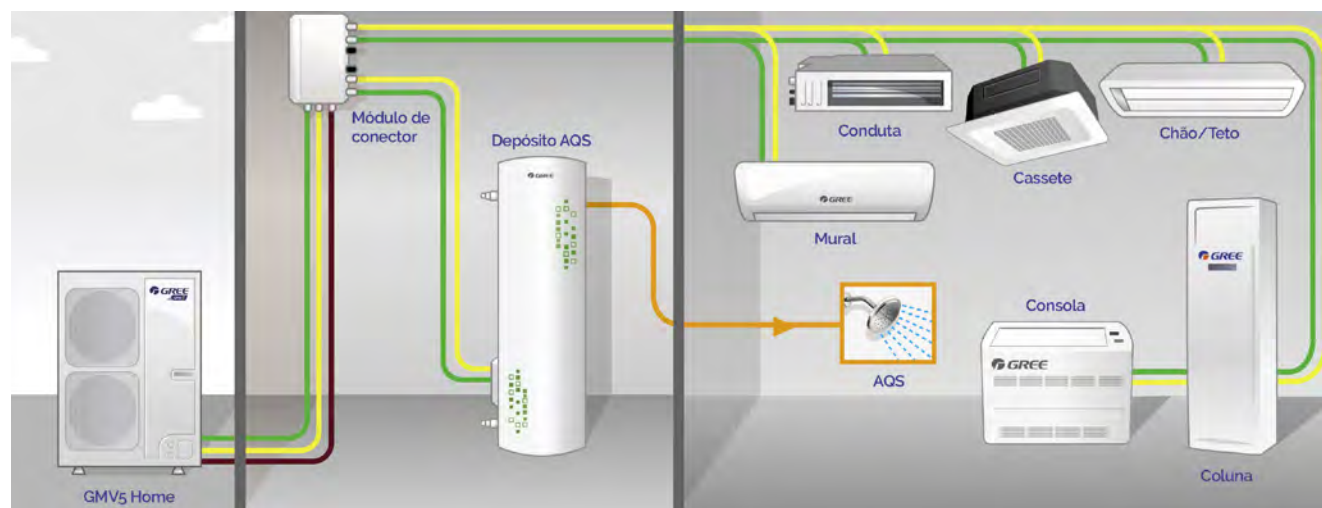 Módulo de
conector
Depósito AQS
GREE
Conduta
Cassete
Chão/Teto
GREE
Mural
GREE
GREE
Consola
GREE
AQS
Coluna
GMV5 Home